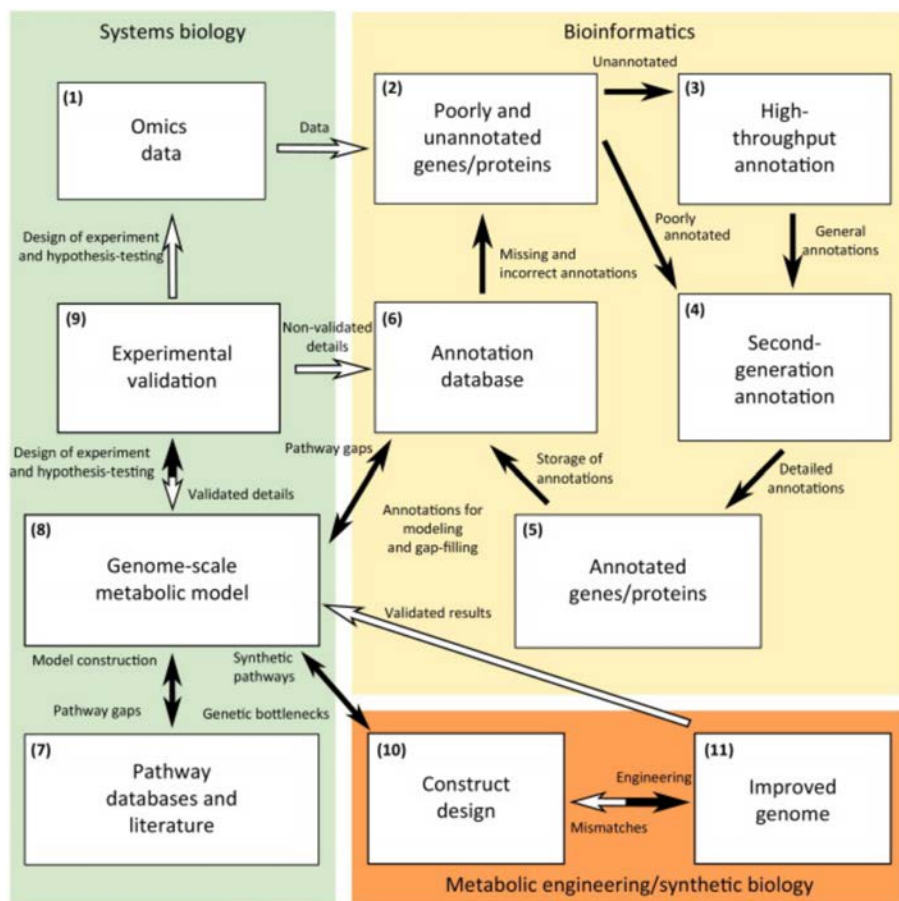 Systems biology
Bioinformatics
(1)
Omics
data
Data
(2)
Poorly and
unannotated
genes/proteins
Unannotated
(3)
High-
throughput
annotation
Design of experiment
and hypothesis-testing
Missing and
incorrect annotations
Poorly
annotated
General
annotations
(9)
Experimental
validation
Non-validated
details
(6)
Annotation
database
(4)
Second-
generation
annotation
Design of experiment
and hypothesis-testing
Validated details
Pathway gaps
Annotations for
modeling
and gap-filling
Storage of
annotations
Detailed
annotations
(8)
Genome-scale
metabolic model
(5)
Annotated
genes/proteins
Validated results
Model construction
Pathway gaps
Synthetic
pathways
Genetic bottlenecks
(7)
Pathway
databases and
literature
(10)
Construct
design
Engineering
Mismatches
(11)
Improved
genome
Metabolic engineering/synthetic biology